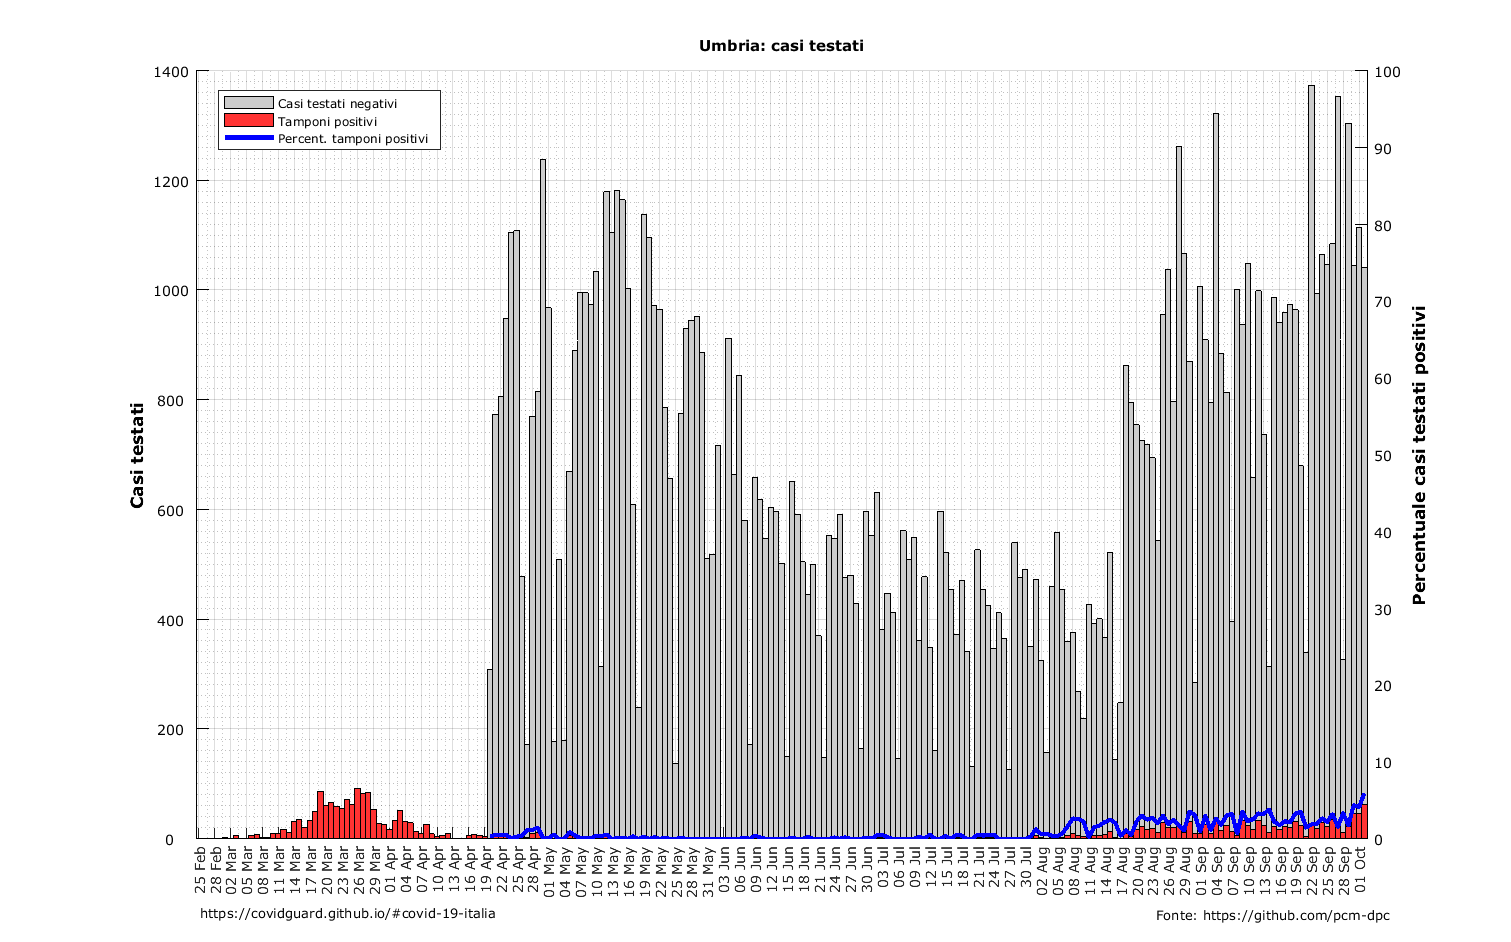 Umbria: casi testati
1400
1200
1000
800
600
400
200
0
100
90
80
70
60
50
40
30
20
10
0
Casi testati negativi
Tamponi positivi
Percent. tamponi positivi
Casi testati
Percentuale casi testati positivi
25 Feb
28 Feb
02 Mar
05 Mar
08 Mar
11 Mar
14 Mar
17 Mar
20 Mar
23 Mar
26 Mar
29 Mar
01 Apr
04 Apr
07 Apr
10 Apr
13 Apr
16 Apr
19 Apr
22 Apr
25 Apr
28 Apr
01 May
04 May
07 May
10 May
13 May
16 May
19 May
22 May
25 May
28 May
31 May
03 Jun
06 Jun
09 Jun
12 Jun
15 Jun
18 Jun
21 Jun
24 Jun
27 Jun
30 Jun
03 Jul
06 Jul
09 Jul
12 Jul
15 Jul
18 Jul
21 Jul
24 Jul
27 Jul
30 Jul
02 Aug
05 Aug
08 Aug
11 Aug
14 Aug
17 Aug
20 Aug
23 Aug
26 Aug
29 Aug
01 Sep
04 Sep
07 Sep
10 Sep
13 Sep
16 Sep
19 Sep
22 Sep
25 Sep
28 Sep
01 Oct
https://covidguard.github.io/#covid-19-italia
Fonte: https://github.com/pcm-dpc